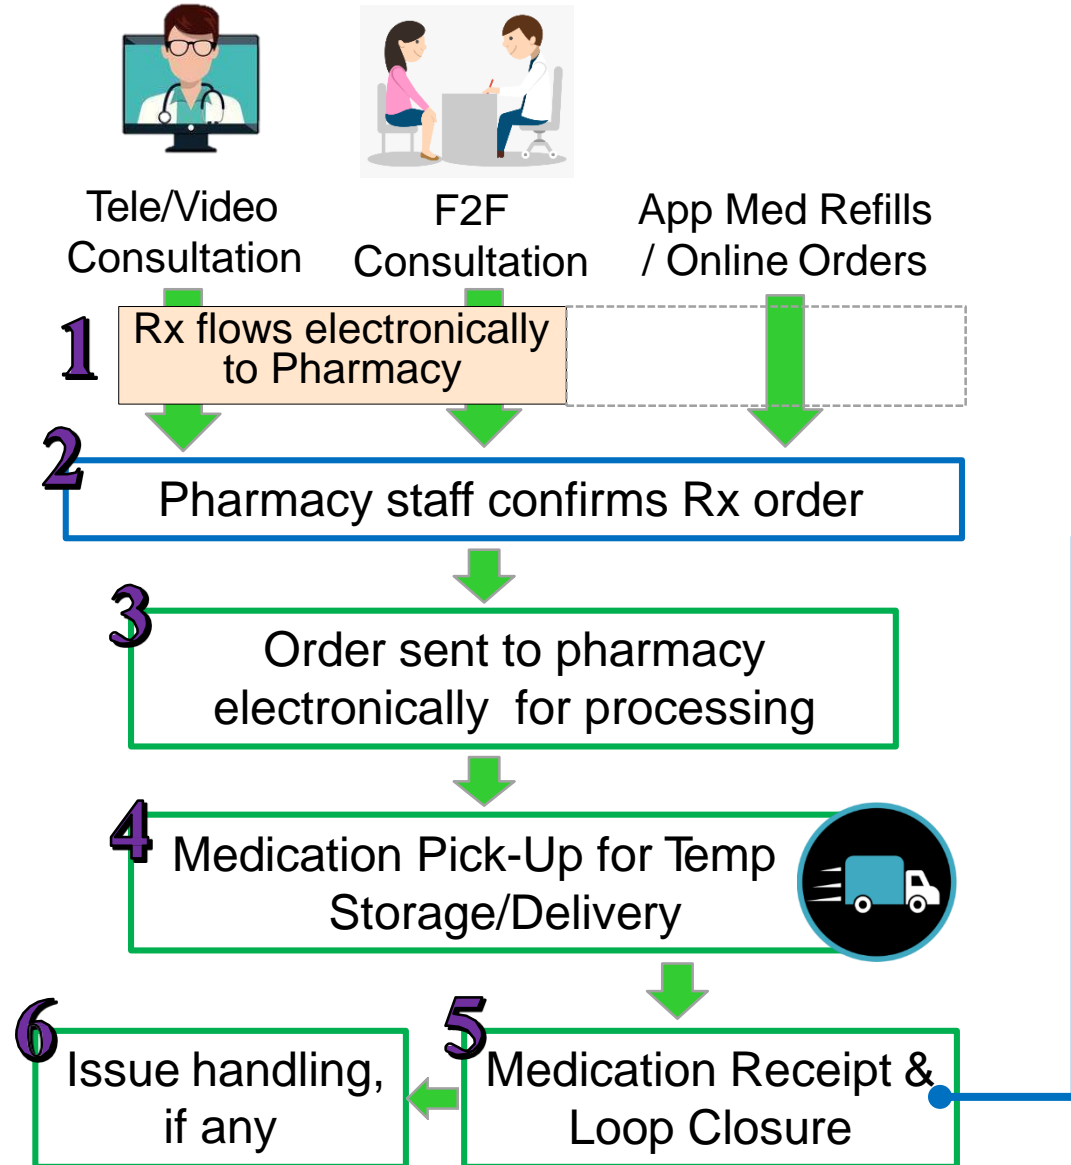 Tele/Video
Consultation
F2F
Consultation
App Med Refills
/ Online Orders
1
Rx flows electronically
to Pharmacy
2
Pharmacy staff confirms Rx order
3
Order sent to pharmacy
electronically for processing
4
Medication Pick-Up for Temp
Storage/Delivery
5
Medication Receipt &
Loop Closure
6
Issue handling,
if any